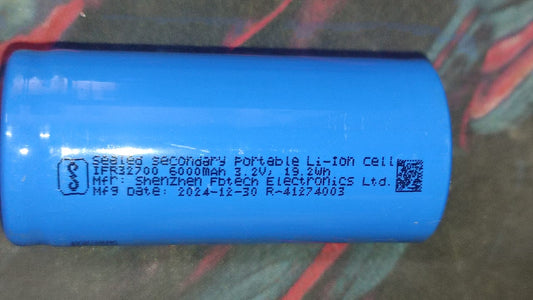 Sealed Secondary Portable Li-Ion Cell
IFR32700 6000mAh 3.2V, 19.2Wh
Mfr: Shenzhen Fbtech Electronics Ltd.
Mfg Date: 2024-12-30 R-41274003